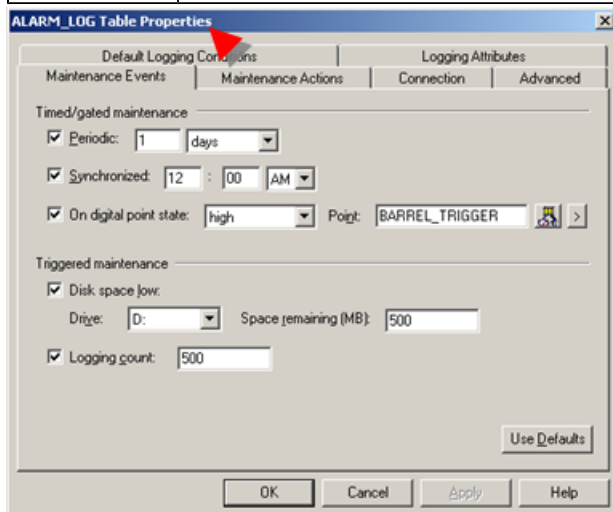 ALARM_LOG Table Properties
Default Logging Conditions Logging Attributes
Maintenance Events Maintenance Actions Connection Advanced
Timed/gated maintenance
Periodic: 1 days
Synchronized: 12 : 00 AM
On digital point state: high Point: BARREL_TRIGGER >
Triggered maintenance
Disk space low:
Drive: D: Space remaining (MB): 500
Logging count: 500
Use Defaults
OK Cancel Apply Help